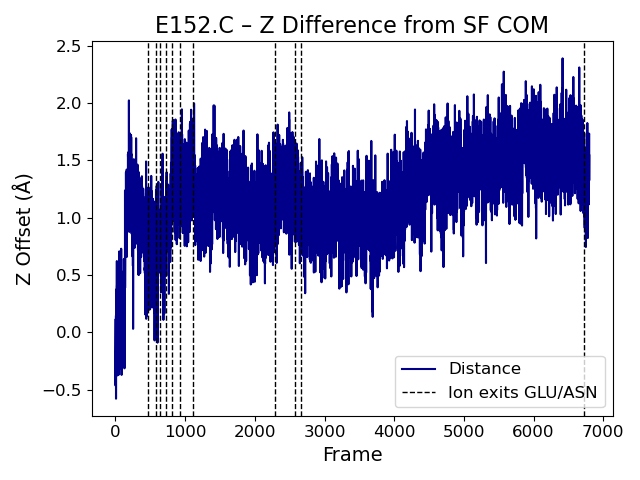 E152.C – Z Difference from SF COM
Z Offset (Å)
2.5
2.0
1.5
1.0
0.5
0.0
−0.5
Distance
Ion exits GLU/ASN
0 1000 2000 3000 4000 5000 6000 7000
Frame